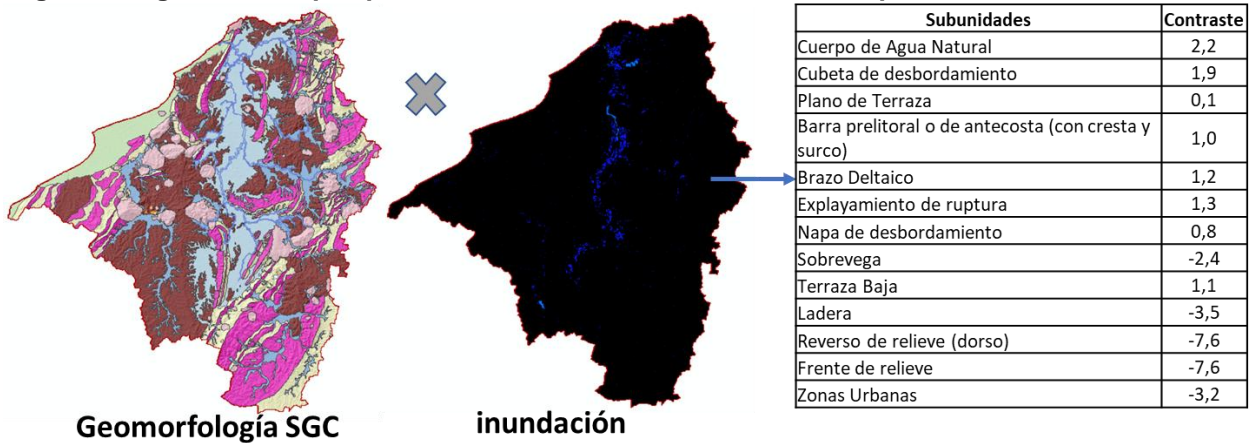 Subunidades Contraste
Cuerpo de Agua Natural 2,2
Cubeta de desbordamiento 1,9
Plano de Terraza 0,1
Barra prelitoral o de antecosta (con cresta y
surco) 1,0
Brazo Deltaico 1,2
Explayamiento de ruptura 1,3
Napa de desbordamiento 0,8
Sobrevega -2,4
Terraza Baja 1,1
Ladera -3,5
Reverso de relieve (dorso) -7,6
Frente de relieve -7,6
Zonas Urbanas -3,2
Geomorfología SGC
inundación